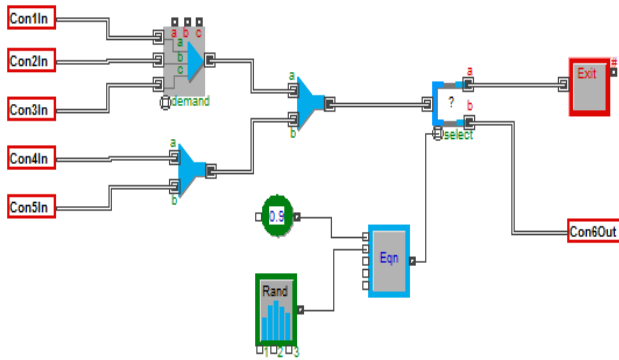 Con1In
a b c
Con2In
a
b
c
Con3In
demand
Con4In
a
b
Con5In
a
b
?
a
b
select
Exit
#
Con6Out
0.9
Eqn
Rand
1 2 3